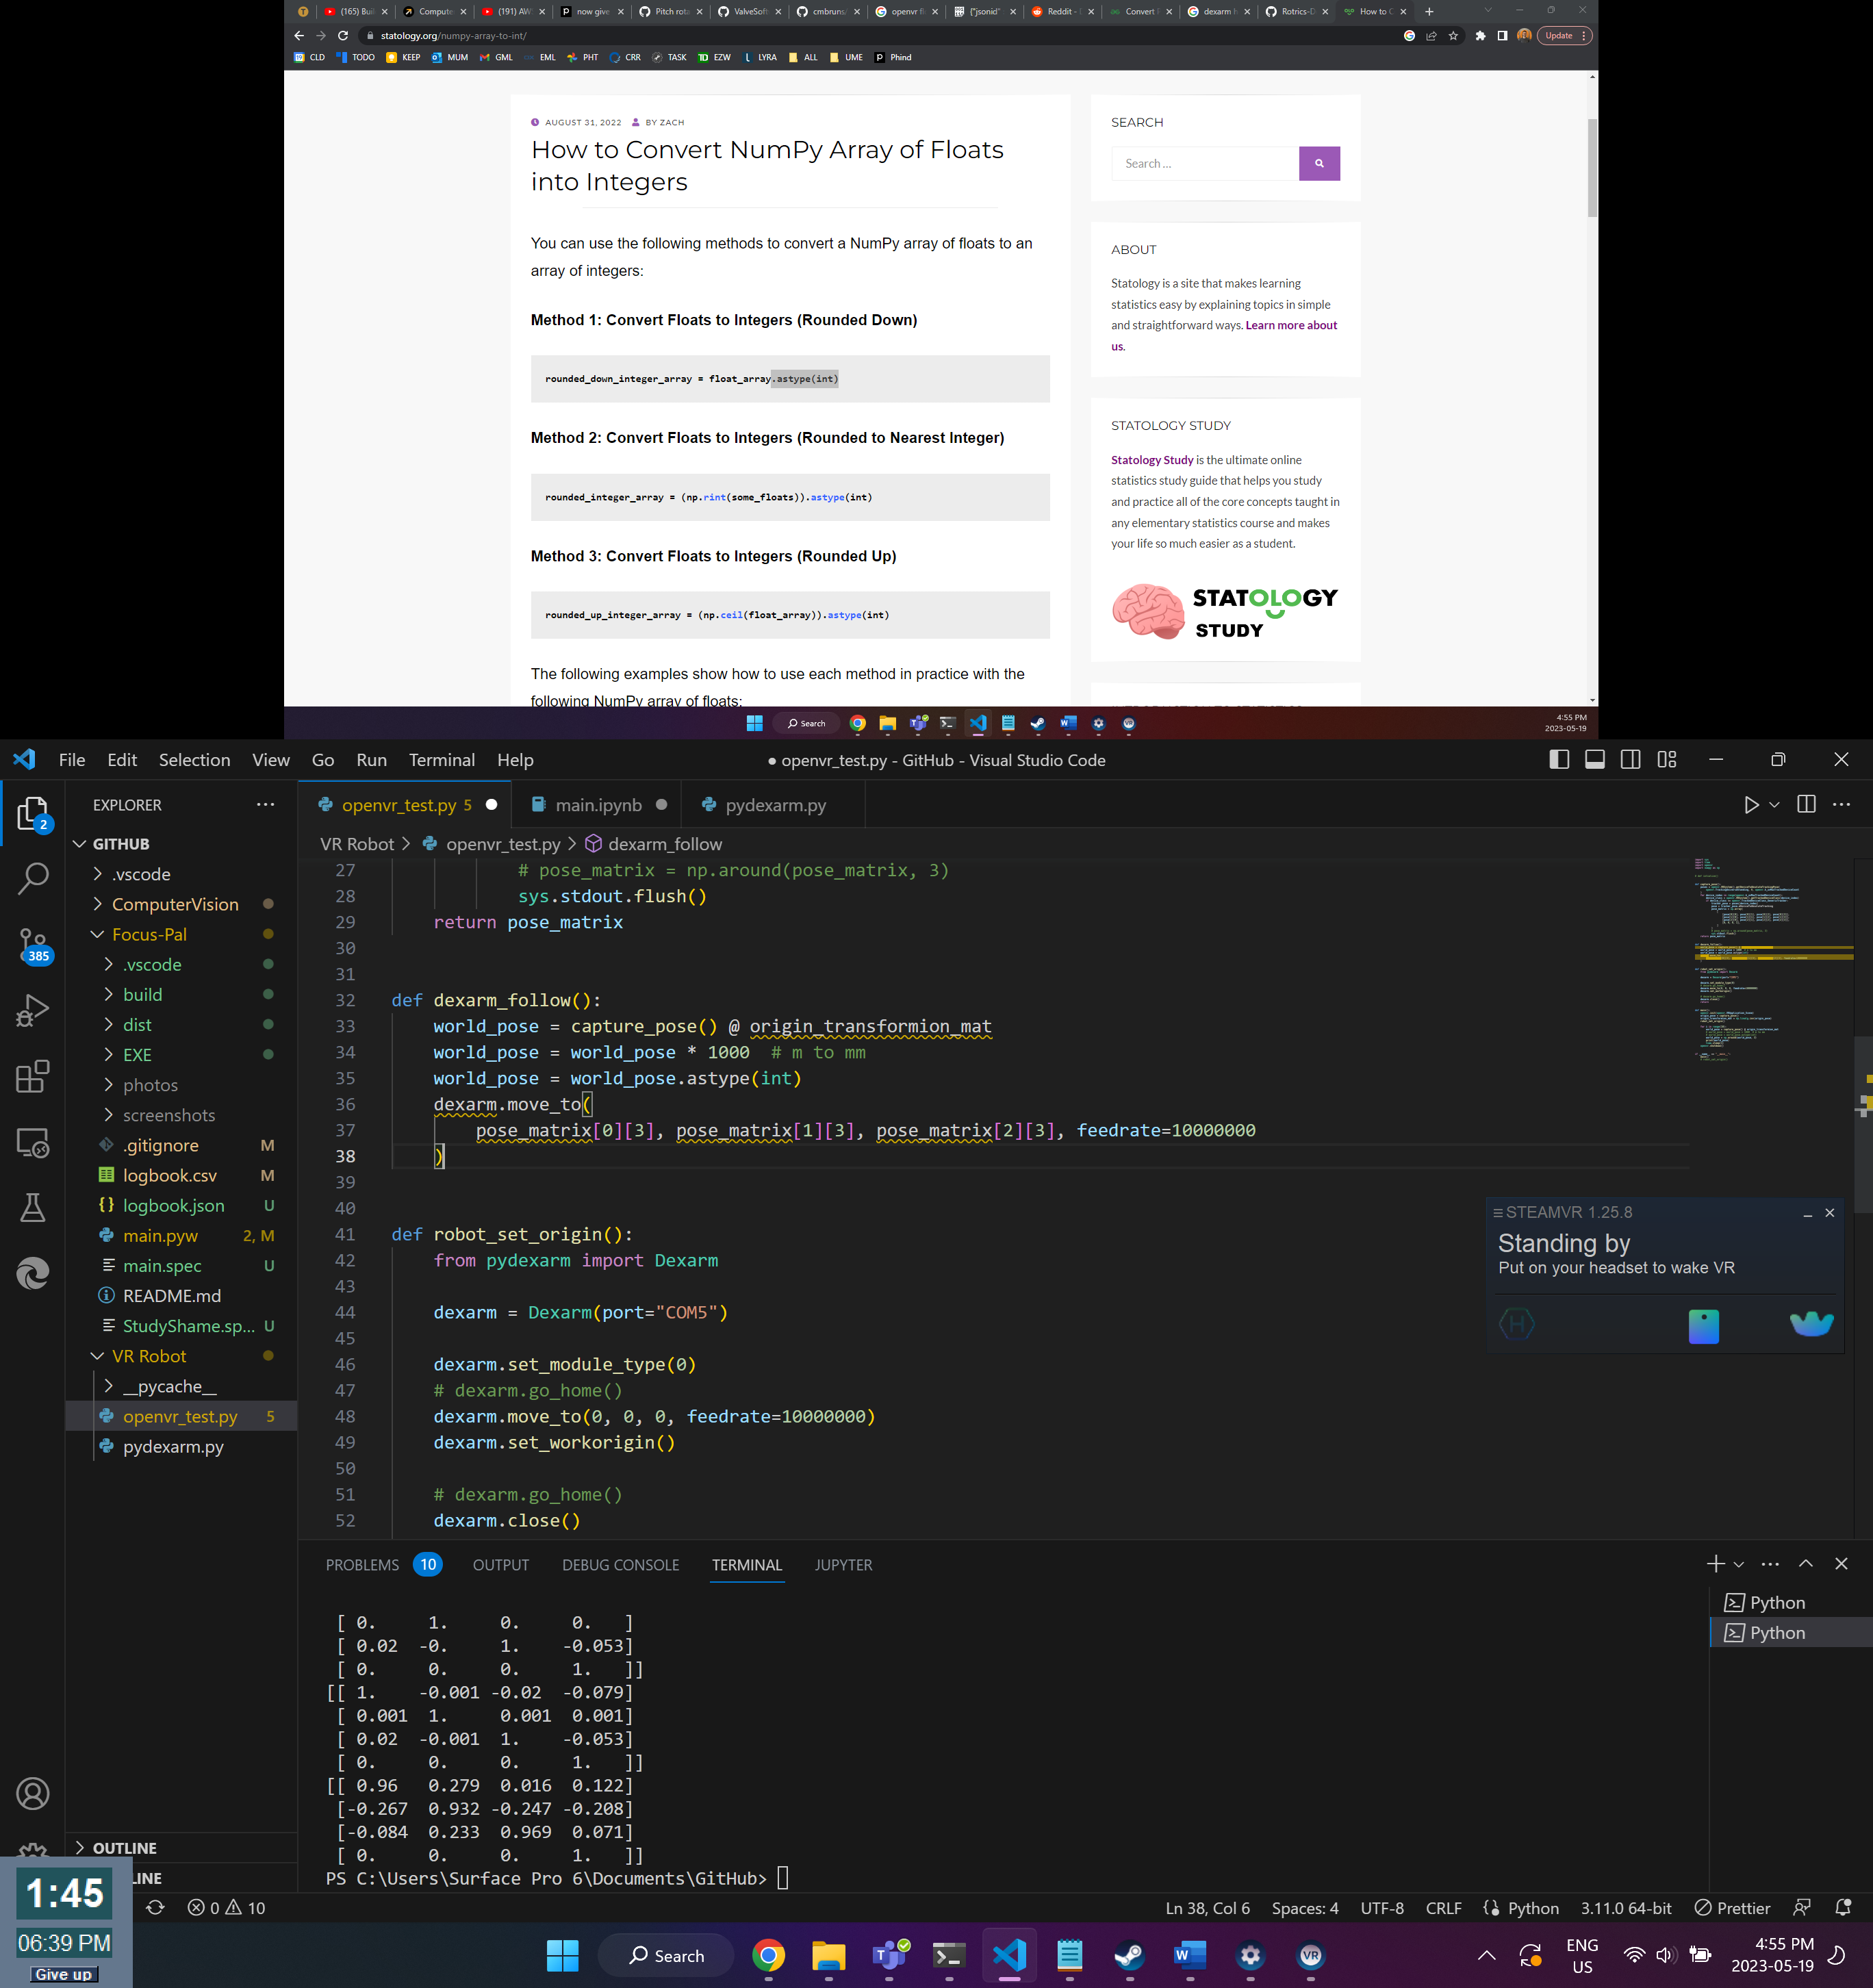 (165) Bui
Compute
(191) AW
now give
Pitch rota
ValveSoft
cmbruns/
openvr fl
{"jsonid"
Reddit -
Convert
dexarm
Rotrics-D
How to C
statology.org/numpy-array-to-int/
Update
CLD TODO KEEP MUM GML EML PHT CRR TASK EZW LYRA ALL UME Phind
AUGUST 31, 2022 BY ZACH
How to Convert NumPy Array of Floats
into Integers
You can use the following methods to convert a NumPy array of floats to an
array of integers:
Method 1: Convert Floats to Integers (Rounded Down)
rounded_down_integer_array = float_array.astype(int)
Method 2: Convert Floats to Integers (Rounded to Nearest Integer)
rounded_integer_array = (np.rint(some_floats)).astype(int)
Method 3: Convert Floats to Integers (Rounded Up)
rounded_up_integer_array = (np.ceil(float_array)).astype(int)
The following examples show how to use each method in practice with the
following NumPy array of floats:
SEARCH
Search ...
ABOUT
Statology is a site that makes learning
statistics easy by explaining topics in simple
and straightforward ways. Learn more about
us.
STATOLOGY STUDY
Statology Study is the ultimate online
statistics study guide that helps you study
and practice all of the core concepts taught in
any elementary statistics course and makes
your life so much easier as a student.
STATOLOGY
STUDY
Search
4:55 PM
2023-05-19
File Edit Selection View Go Run Terminal Help
● openvr_test.py - GitHub - Visual Studio Code
EXPLORER
2
385
GITHUB
.vscode
ComputerVision
Focus-Pal
.vscode
build
dist
EXE
photos
screenshots
.gitignore M
logbook.csv M
logbook.json U
main.pyw 2, M
main.spec U
README.md
StudyShame.sp... U
VR Robot
__pycache__
openvr_test.py 5
pydexarm.py
OUTLINE
LINE
openvr_test.py 5
main.ipynb
pydexarm.py
VR Robot > openvr_test.py > dexarm_follow
27 # pose_matrix = np.around(pose_matrix, 3)
28 sys.stdout.flush()
29 return pose_matrix
30
31
32 def dexarm_follow():
33 world_pose = capture_pose() @ origin_transformion_mat
34 world_pose = world_pose * 1000 # m to mm
35 world_pose = world_pose.astype(int)
36 dexarm.move_to(
37 pose_matrix[0][3], pose_matrix[1][3], pose_matrix[2][3], feedrate=10000000
38 )
39
40
41 def robot_set_origin():
42 from pydexarm import Dexarm
43
44 dexarm = Dexarm(port="COM5")
45
46 dexarm.set_module_type(0)
47 # dexarm.go_home()
48 dexarm.move_to(0, 0, 0, feedrate=10000000)
49 dexarm.set_workorigin()
50
51 # dexarm.go_home()
52 dexarm.close()
STEAMVR 1.25.8
Standing by
Put on your headset to wake VR
PROBLEMS 10 OUTPUT DEBUG CONSOLE TERMINAL JUPYTER
[ 0. 1. 0. 0. ]
[ 0.02 -0. 1. -0.053]
[ 0. 0. 0. 1. ]]
[[ 1. -0.001 -0.02 -0.079]
[ 0.001 1. 0.001 0.001]
[ 0.02 -0.001 1. -0.053]
[ 0. 0. 0. 1. ]]
[[ 0.96 0.279 0.016 0.122]
[-0.267 0.932 -0.247 -0.208]
[-0.084 0.233 0.969 0.071]
[ 0. 0. 0. 1. ]]
PS C:\Users\Surface Pro 6\Documents\GitHub>
Python
Python
1:45
06:39 PM
Give up
0 10
Ln 38, Col 6 Spaces: 4 UTF-8 CRLF Python 3.11.0 64-bit Prettier
Search
ENG
US
4:55 PM
2023-05-19